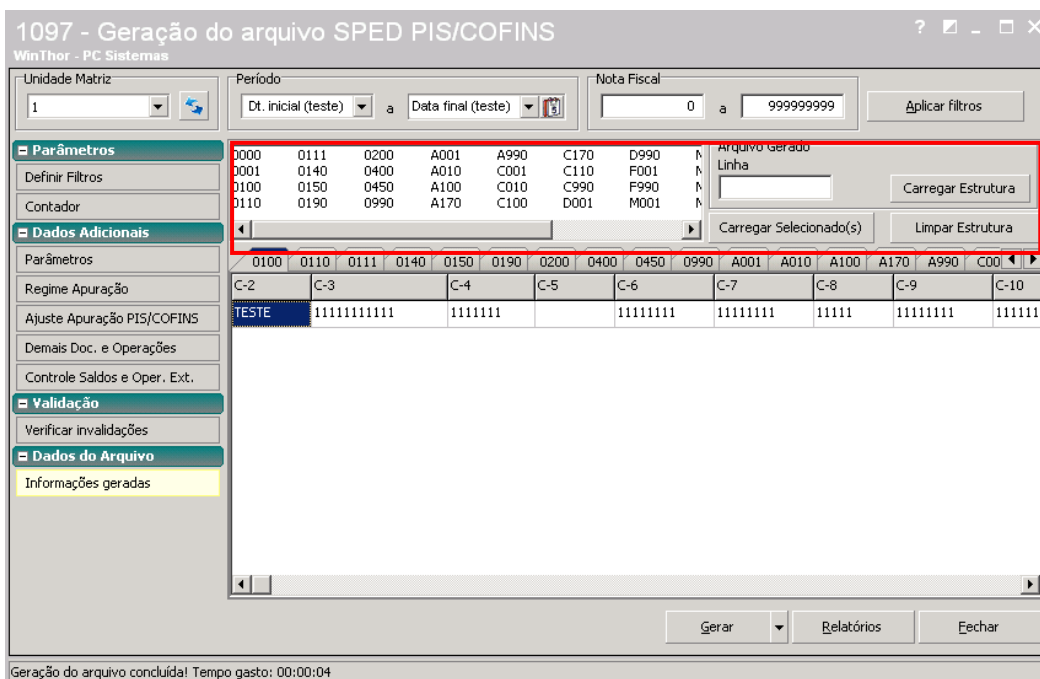 1097 - Geração do arquivo SPED PIS/COFINS
WinThor - PC Sistemas
Unidade Matriz
1
Período
Dt. inicial (teste) a Data final (teste)
Nota Fiscal
0 a 999999999
Aplicar filtros
Parâmetros
Definir Filtros
Contador
Dados Adicionais
Parâmetros
Regime Apuração
Ajuste Apuração PIS/COFINS
Demais Doc. e Operações
Controle Saldos e Oper. Ext.
Validação
Verificar invalidações
Dados do Arquivo
Informações geradas
0000 0111 0200 A001 A990 C170 D990
0001 0140 0400 A010 C001 C110 F001
0100 0150 0450 A100 C010 C990 F990
0110 0190 0990 A170 C100 D001 M001
Arquivo Gerado
Linha
Carregar Estrutura
Carregar Selecionado(s)
Limpar Estrutura
0100 0110 0111 0140 0150 0190 0200 0400 0450 0990 A001 A010 A100 A170 A990 C00
C-2 C-3 C-4 C-5 C-6 C-7 C-8 C-9 C-10
TESTE 11111111111 1111111 11111111 11111111 11111 11111111 111111
Gerar
Relatórios
Fechar
Geração do arquivo concluída! Tempo gasto: 00:00:04